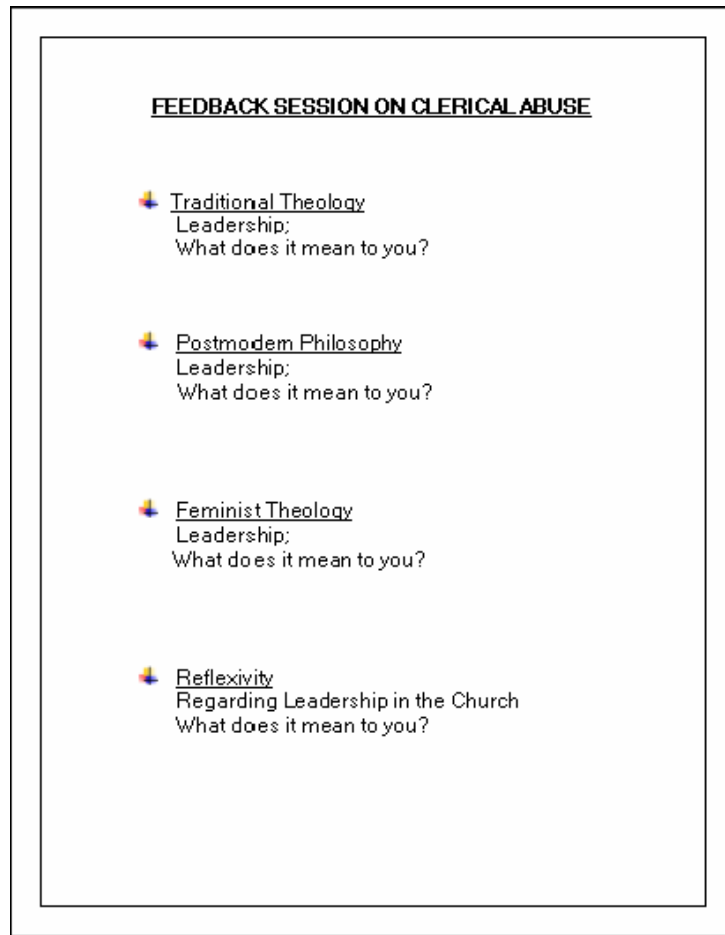 FEEDBACK SESSION ON CLERICAL ABUSE
Traditional Theology
Leadership;
What does it mean to you?
Postmodern Philosophy
Leadership;
What does it mean to you?
Feminist Theology
Leadership;
What does it mean to you?
Reflexivity
Regarding Leadership in the Church
What does it mean to you?